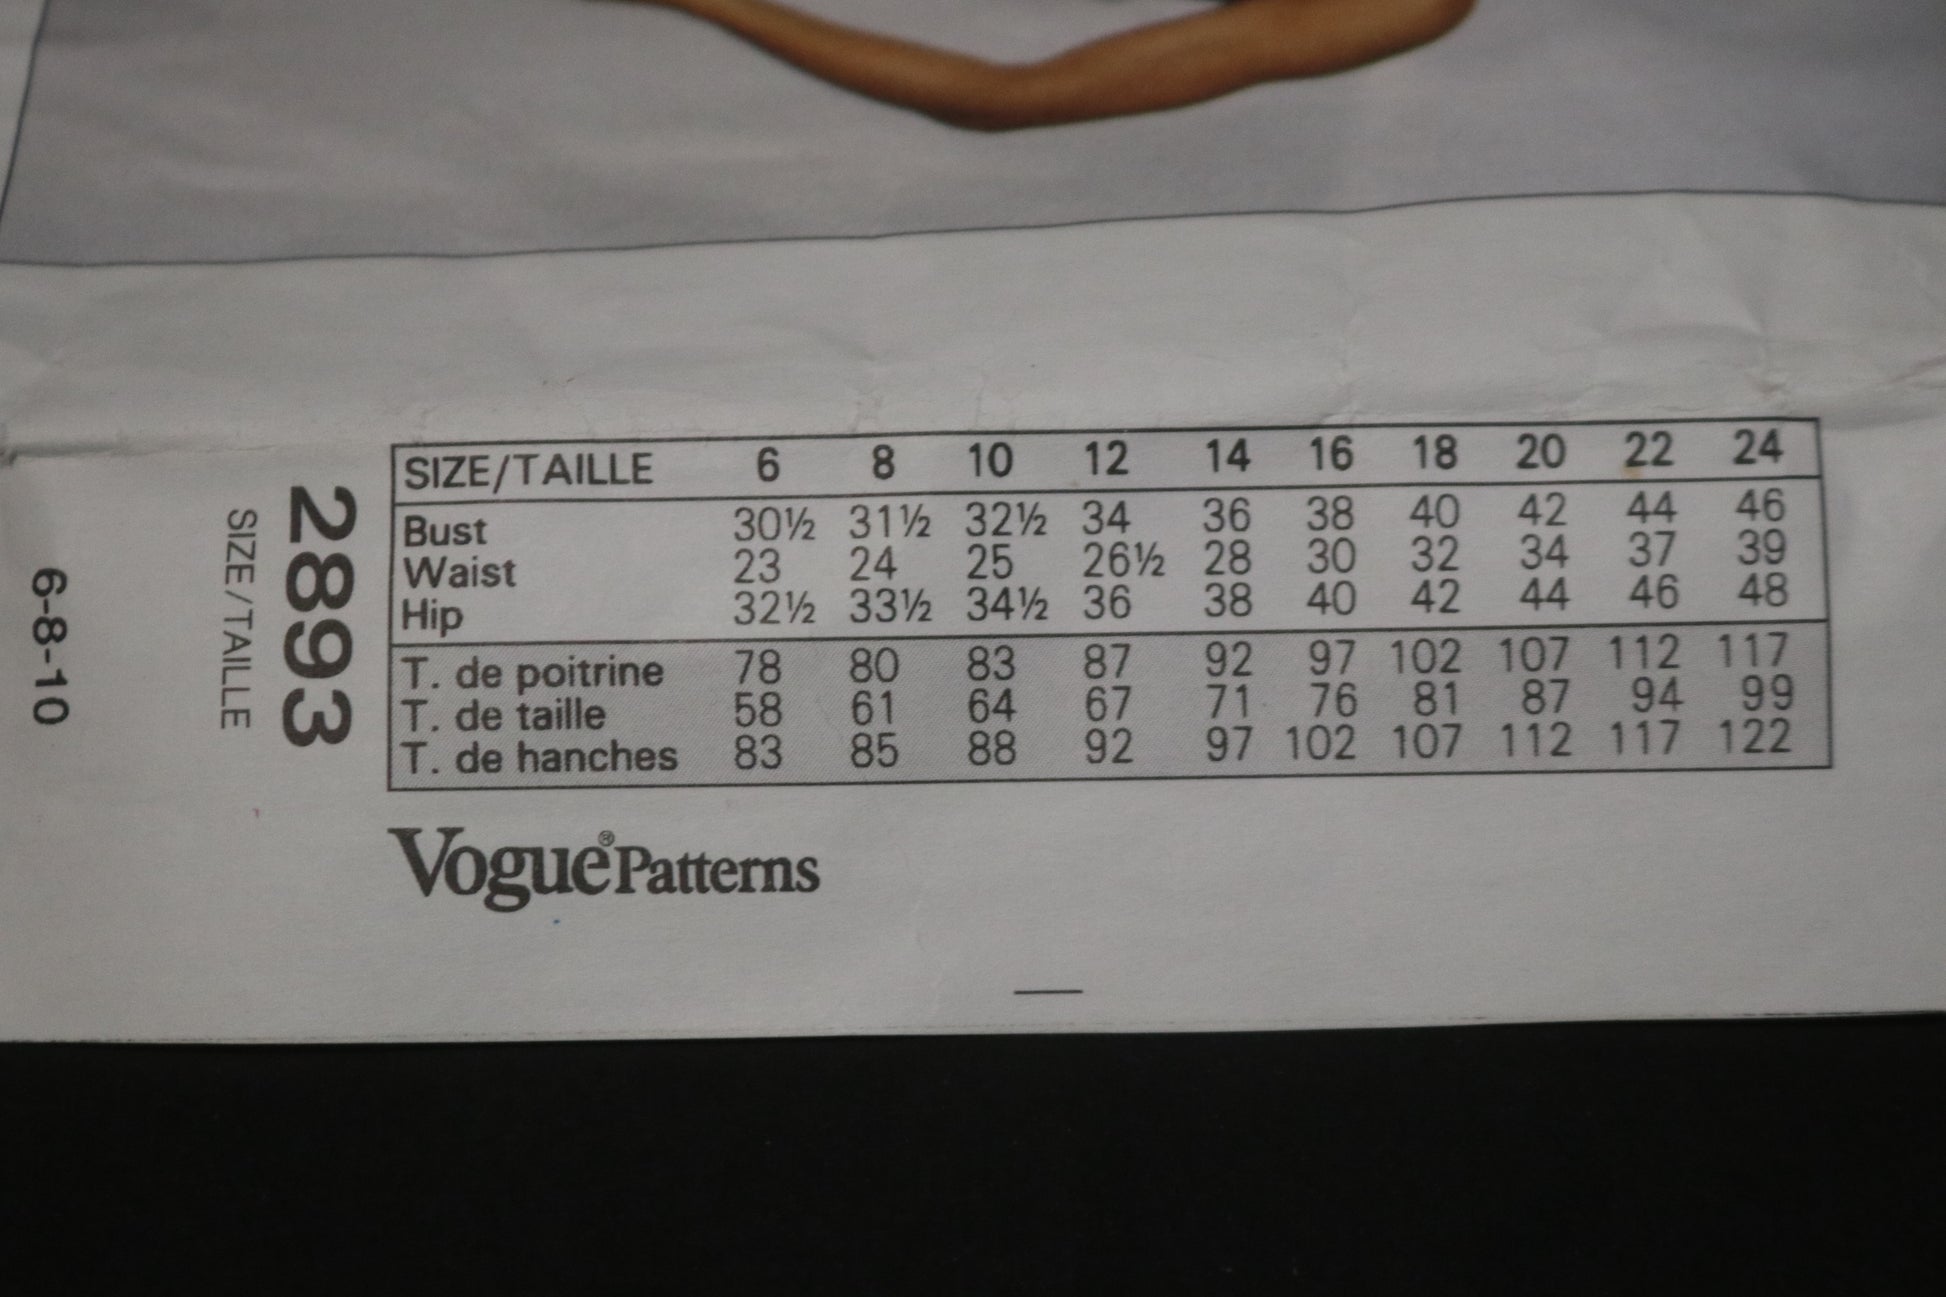 6-8-10
SIZE/TAILLE
2893
SIZE/TAILLE 6 8 10 12 14 16 18 20 22 24
Bust 30½ 31½ 32½ 34 36 38 40 42 44 46
Waist 23 24 25 26½ 28 30 32 34 37 39
Hip 32½ 33½ 34½ 36 38 40 42 44 46 48
T. de poitrine 78 80 83 87 92 97 102 107 112 117
T. de taille 58 61 64 67 71 76 81 87 94 99
T. de hanches 83 85 88 92 97 102 107 112 117 122
Vogue® Patterns